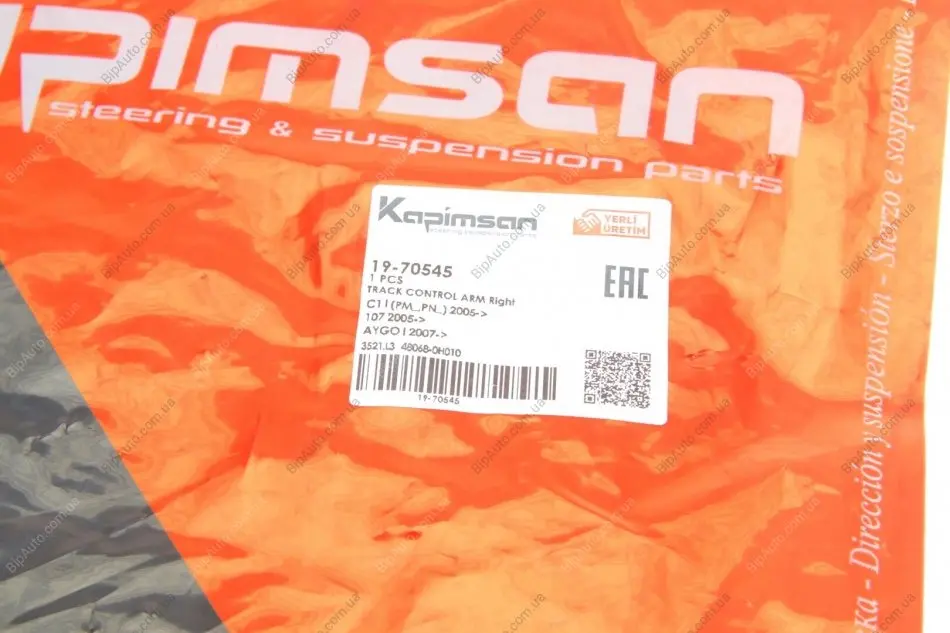 pimsan
steering & suspension parts
Kapimsan
YERLİ
ÜRETİM
19-70545
1 PCS
TRACK CONTROL ARM Right
C1 I (PM_,PN_) 2005->
107 2005->
AYGO I 2007->
3521.L3 48068-0H010
EAC
19-70545
ка - Dirección y suspensión - Sterzo e sospensione
BipAuto.com.ua